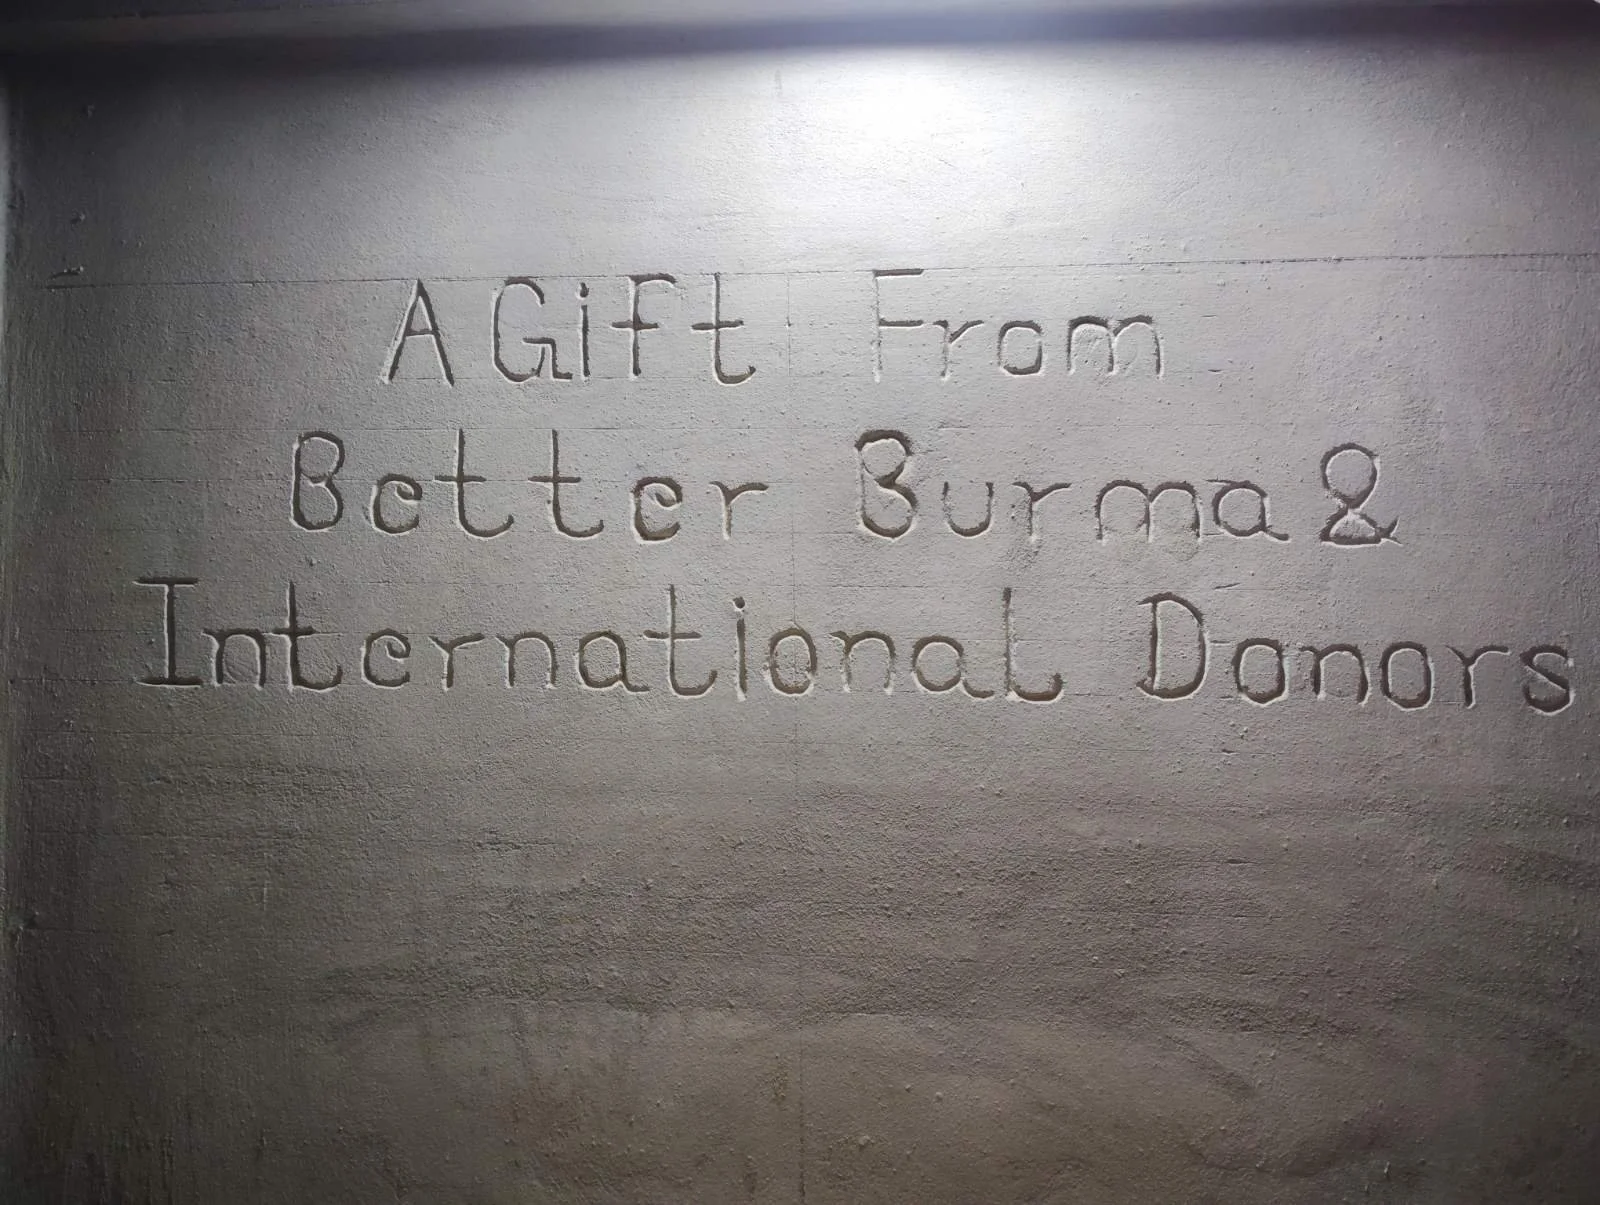 A Gift From
Better Burma &
International Donors